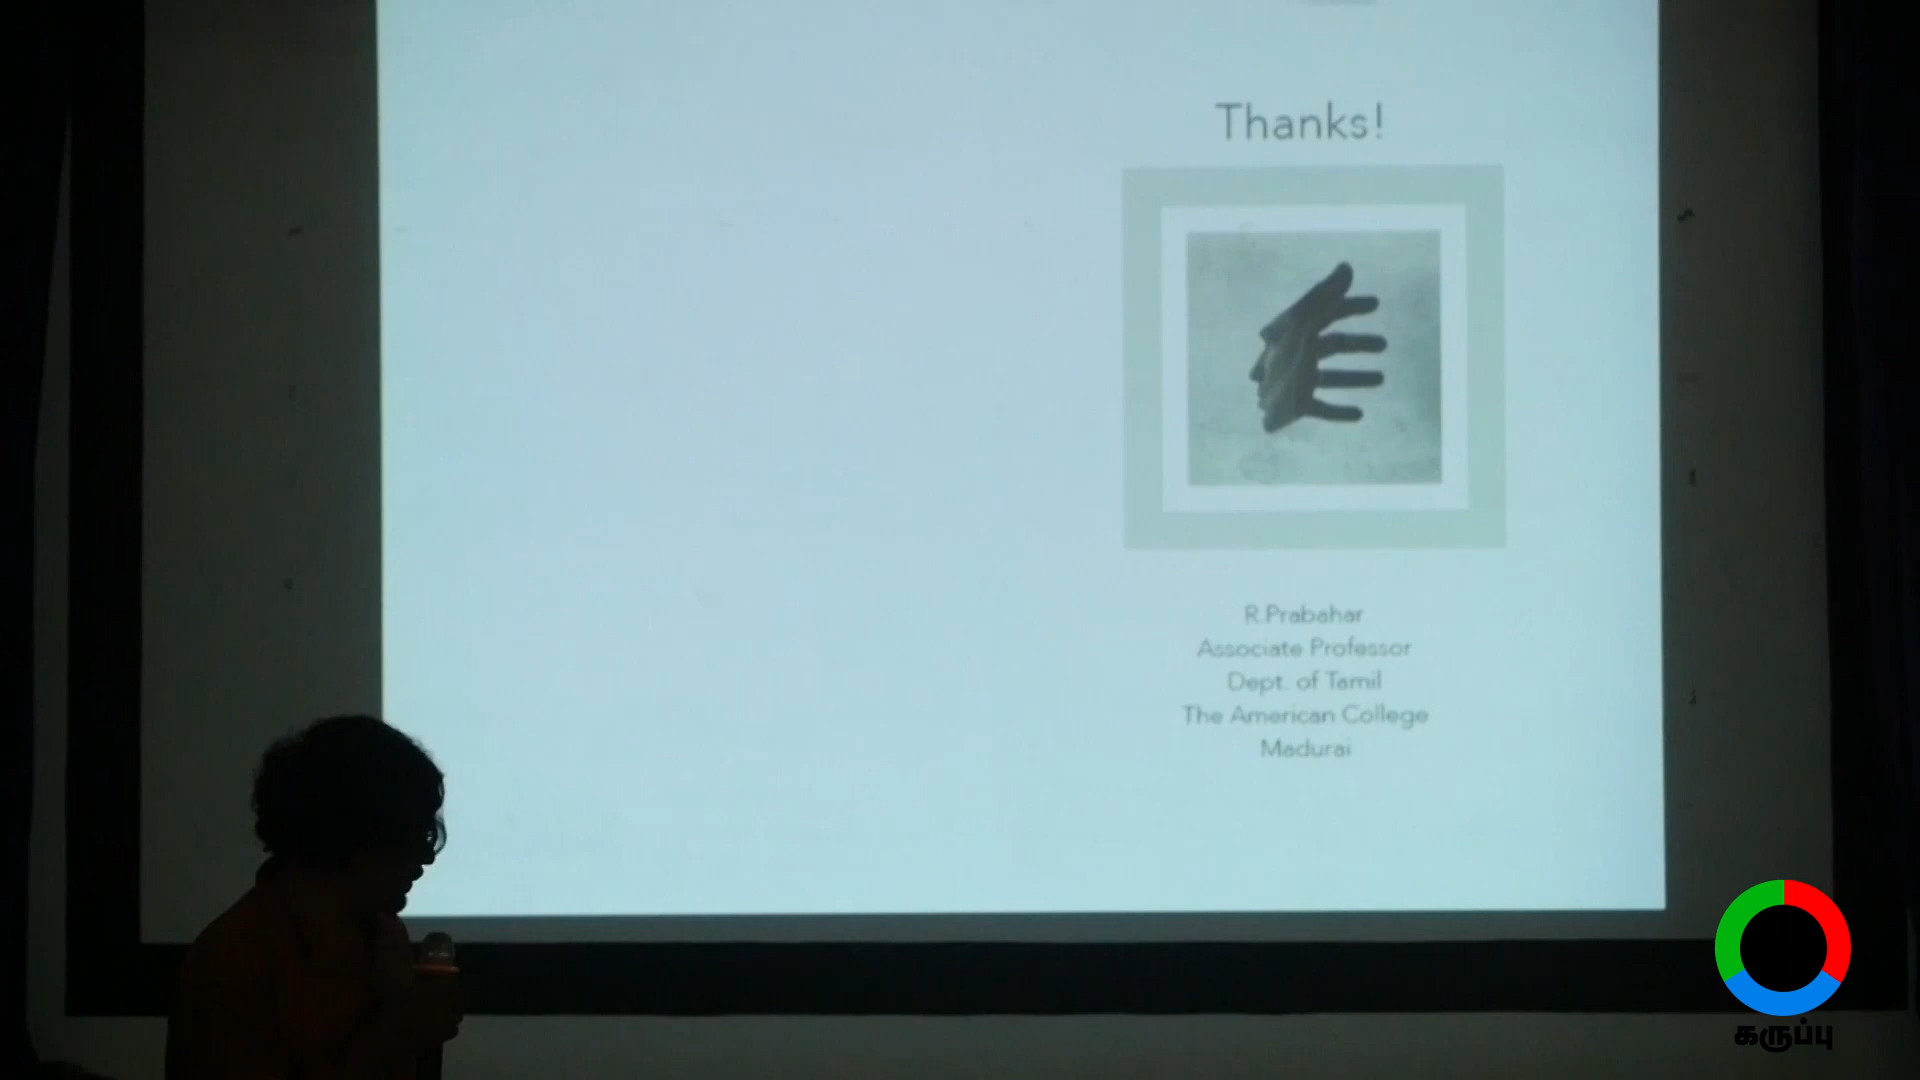 Thanks!
R.Prabahar
Associate Professor
Dept. of Tamil
The American College
Madurai
கருப்பு